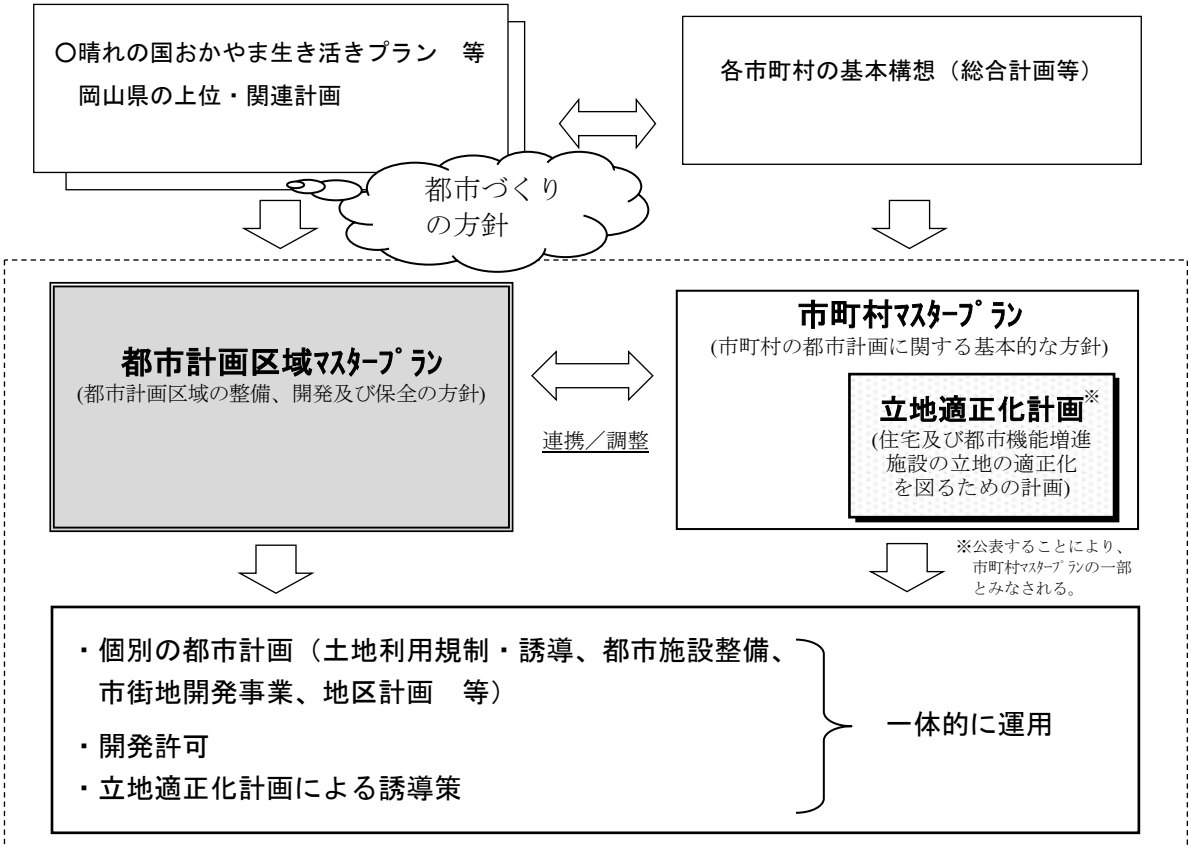 〇晴れの国おかやま生き活きプラン　等
岡山県の上位・関連計画
各市町村の基本構想（総合計画等）
都市づくり
の方針
都市計画区域ﾏｽﾀｰﾌﾟﾗﾝ
(都市計画区域の整備、開発及び保全の方針)
連携／調整
市町村ﾏｽﾀｰﾌﾟﾗﾝ
(市町村の都市計画に関する基本的な方針)
立地適正化計画※
(住宅及び都市機能増進
施設の立地の適正化
を図るための計画)
※公表することにより、
市町村ﾏｽﾀｰﾌﾟﾗﾝの一部
とみなされる。
・個別の都市計画（土地利用規制・誘導、都市施設整備、
市街地開発事業、地区計画　等）
・開発許可
・立地適正化計画による誘導策
一体的に運用